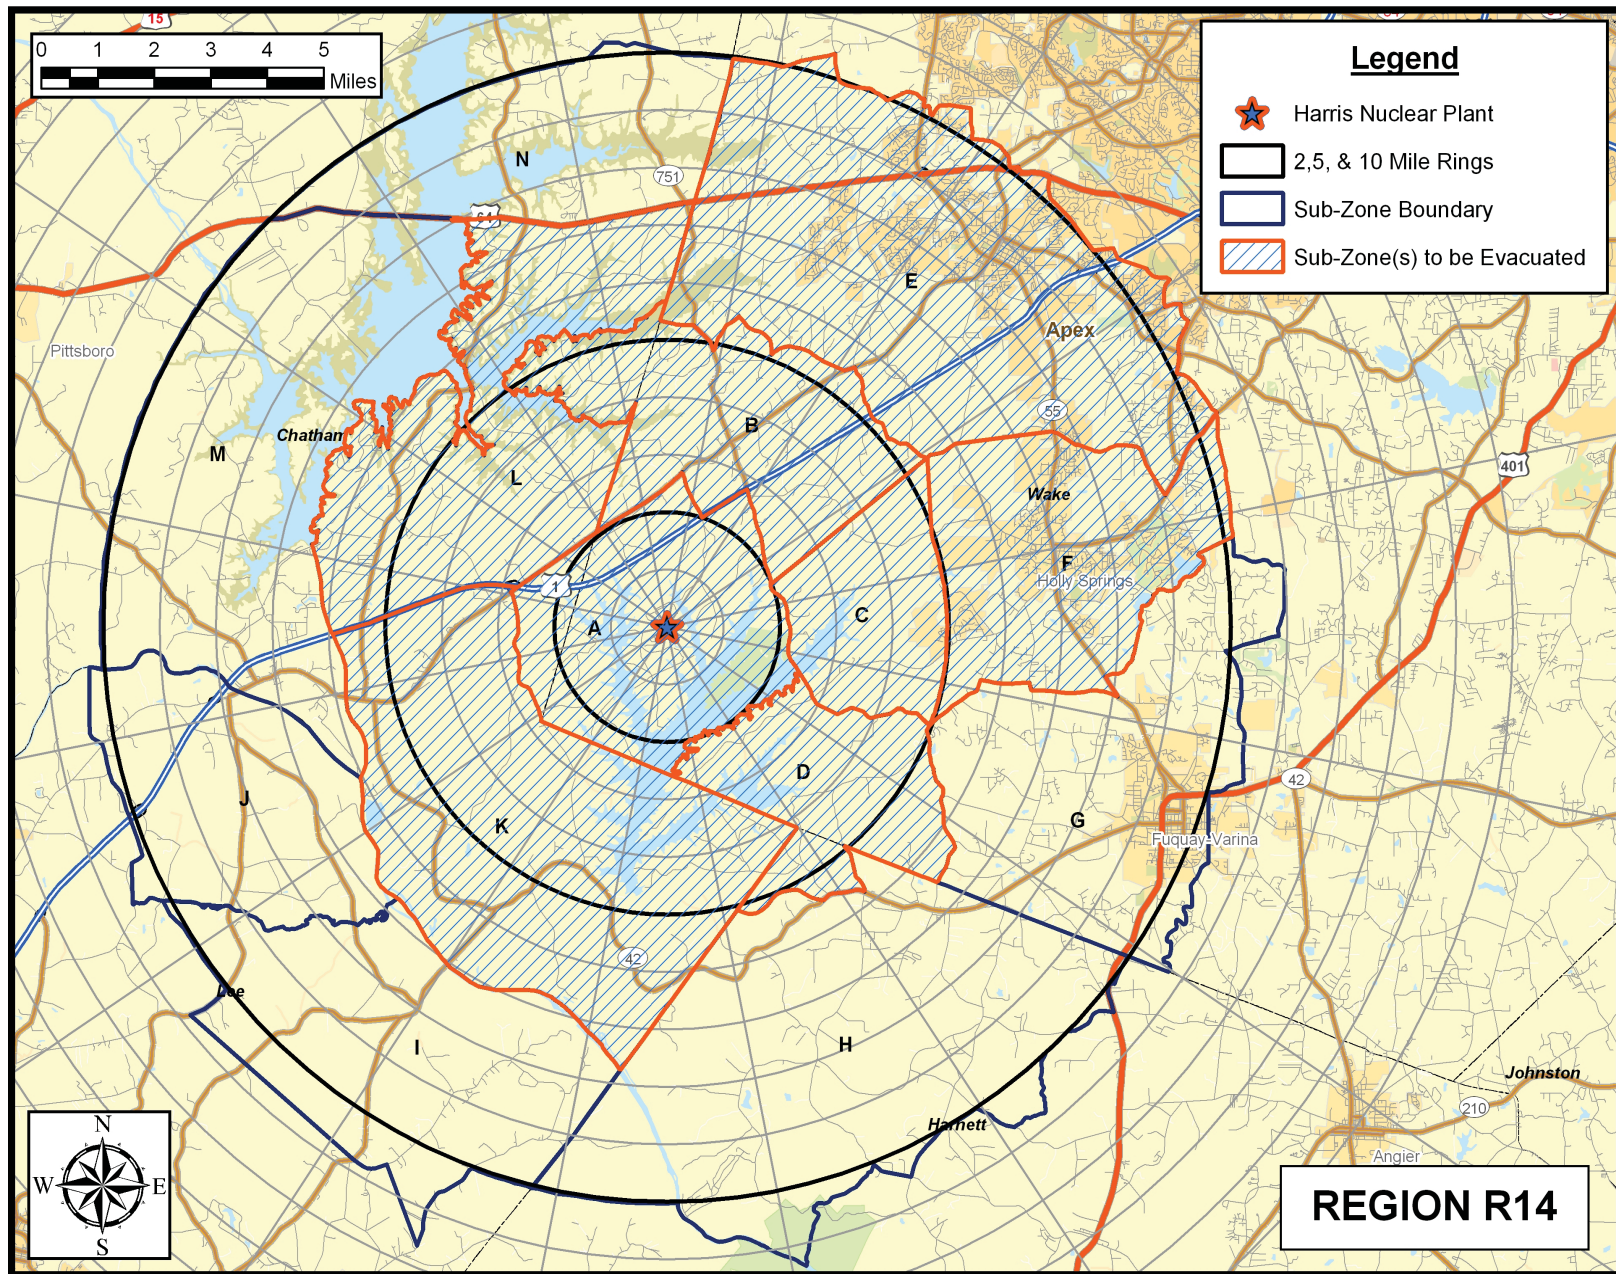 15
64
0 1 2 3 4 5
Miles
Legend
Harris Nuclear Plant
2,5, & 10 Mile Rings
Sub-Zone Boundary
Sub-Zone(s) to be Evacuated
N
751
64
E
Apex
Pittsboro
55
B
Chatham
M
401
L
Wake
F
Holly Springs
1
A
C
D
42
J
K
G
Fuquay-Varina
42
Lee
I
H
Johnston
210
Harnett
Angier
N
W E
S
REGION R14